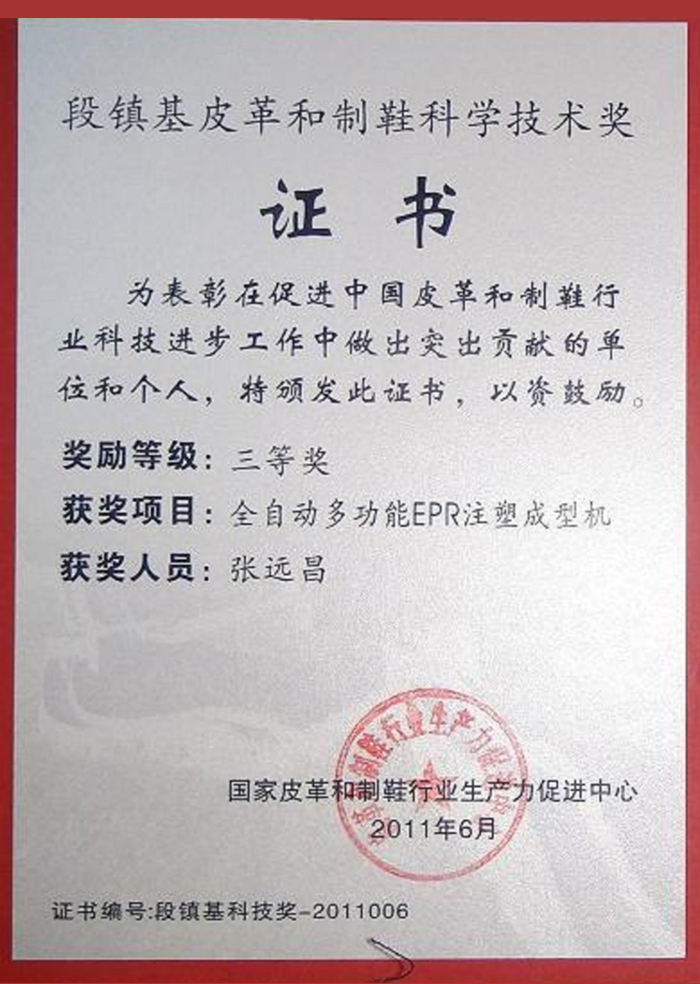 段镇基皮革和制鞋科学技术奖
证 书
为表彰在促进中国皮革和制鞋行
业科技进步工作中做出突出贡献的单
位和个人，特颁发此证书，以资鼓励。
奖励等级：三等奖
获奖项目：全自动多功能EPR注塑成型机
获奖人员：张远昌
国家皮革和制鞋行业生产力促进中心
2011年6月
证书编号:段镇基科技奖-2011006